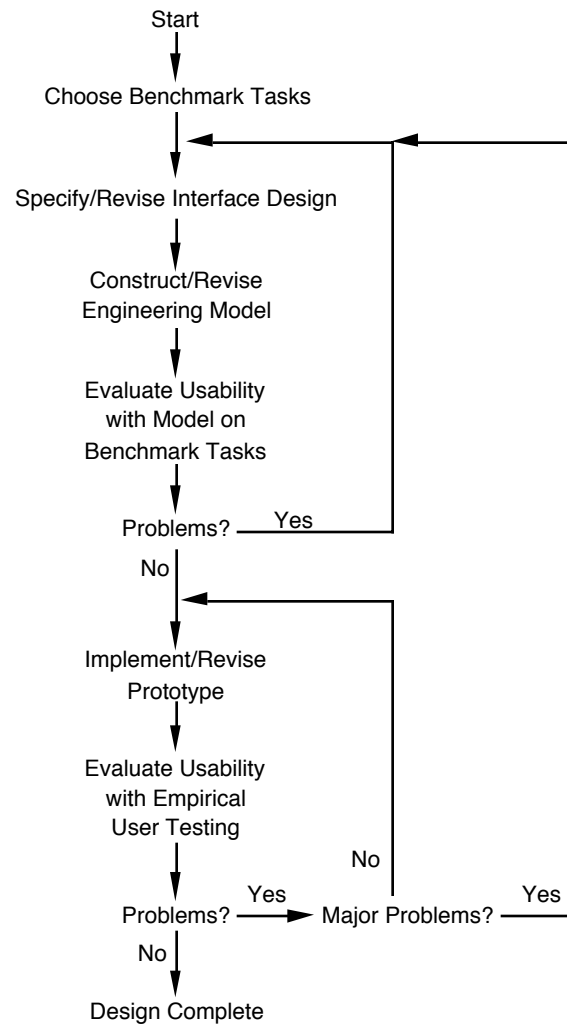 Start
Choose Benchmark Tasks
Specify/Revise Interface Design
Construct/Revise
Engineering Model
Evaluate Usability
with Model on
Benchmark Tasks
Problems?
Yes
No
Implement/Revise
Prototype
Evaluate Usability
with Empirical
User Testing
No
Problems?
Yes
Major Problems?
Yes
No
Design Complete